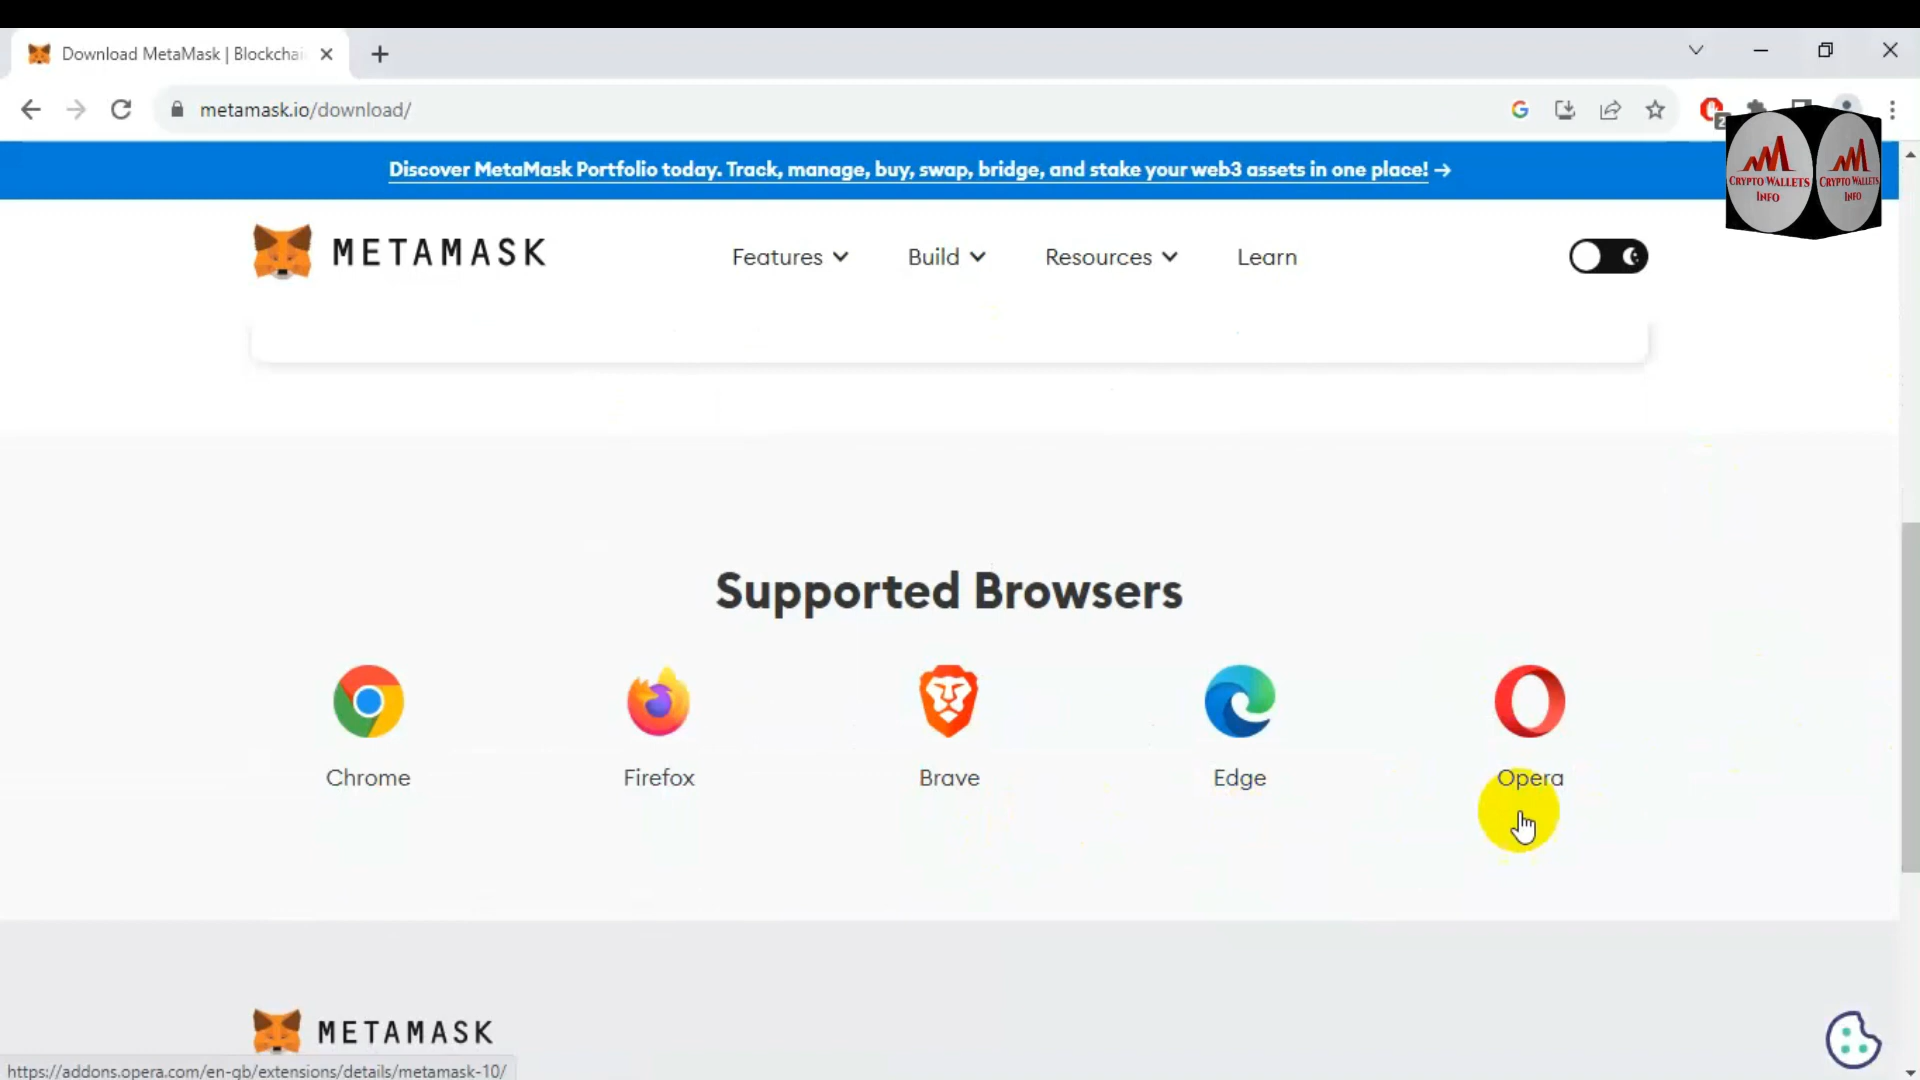 Download MetaMask | Blockchai
metamask.io/download/
2
Discover MetaMask Portfolio today. Track, manage, buy, swap, bridge, and stake your web3 assets in one place! →
CRYPTO WALLETS
INFO
CRYPTO WALLETS
INFO
METAMASK
Features
Build
Resources
Learn
Supported Browsers
Chrome
Firefox
Brave
Edge
Opera
METAMASK
https://addons.opera.com/en-gb/extensions/details/metamask-10/